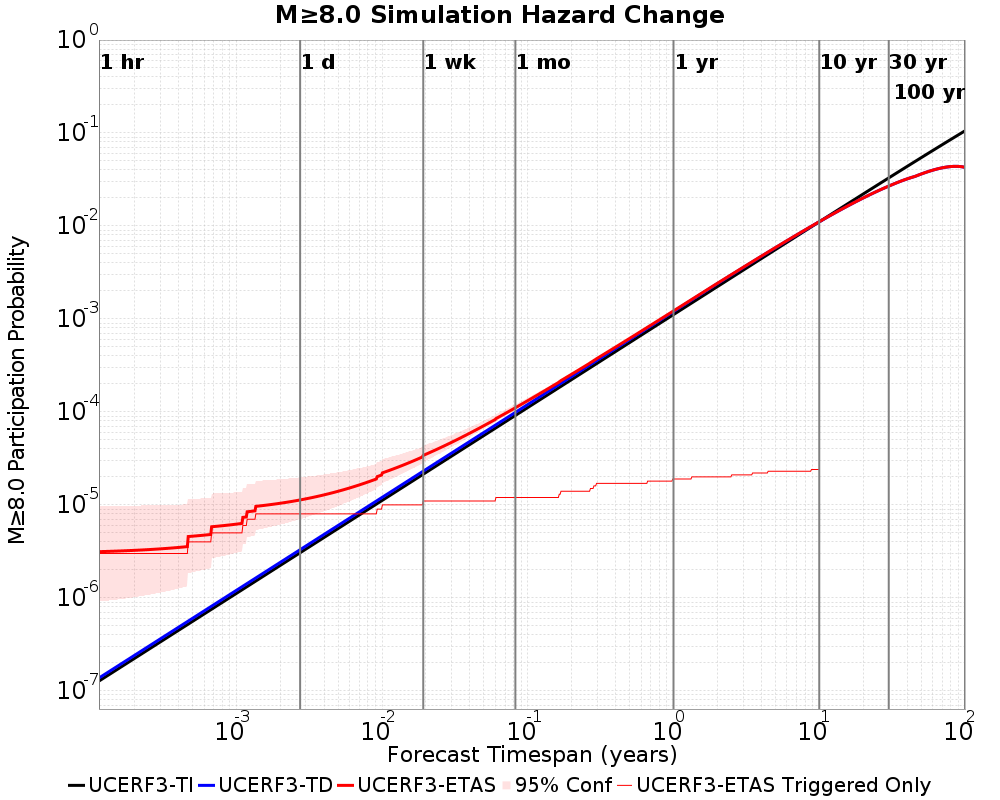 M≥8.0 Simulation Hazard Change
10^0
10^-1
10^-2
10^-3
10^-4
10^-5
10^-6
10^-7
M≥8.0 Participation Probability
1 hr
1 d
1 wk
1 mo
1 yr
10 yr
30 yr
100 yr
10^-3
10^-2
10^-1
10^0
10^1
10^2
Forecast Timespan (years)
UCERF3-TI UCERF3-TD UCERF3-ETAS 95% Conf UCERF3-ETAS Triggered Only